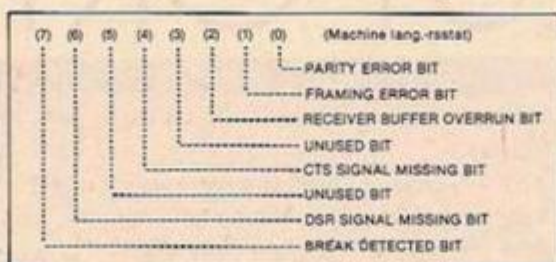 (7) (6) (5) (4) (3) (2) (1) (0) (Machine lang.-rsstat)
PARITY ERROR BIT
FRAMING ERROR BIT
RECEIVER BUFFER OVERRUN BIT
UNUSED BIT
CTS SIGNAL MISSING BIT
UNUSED BIT
DSR SIGNAL MISSING BIT
BREAK DETECTED BIT